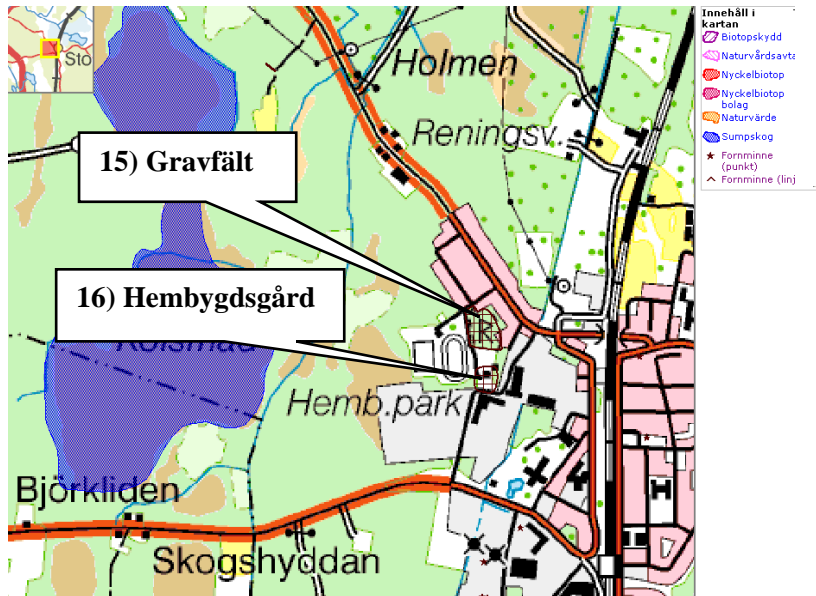 Sto
Holmen
Reningsv.
15) Gravfält
16) Hembygdsgård
Hemb.park
Björkliden
Skogshyddan
Innehåll i
kartan
Biotopskydd
Naturvårdsavta
Nyckelbiotop
Nyckelbiotop
bolag
Naturvärde
Sumpskog
Fornminne
(punkt)
Fornminne (linj